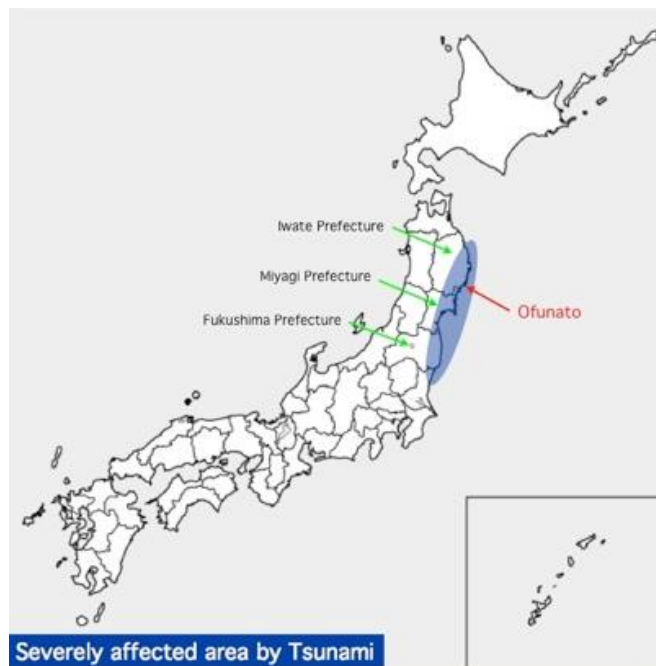 Iwate Prefecture
Miyagi Prefecture
Ofunato
Fukushima Prefecture
Severely affected area by Tsunami